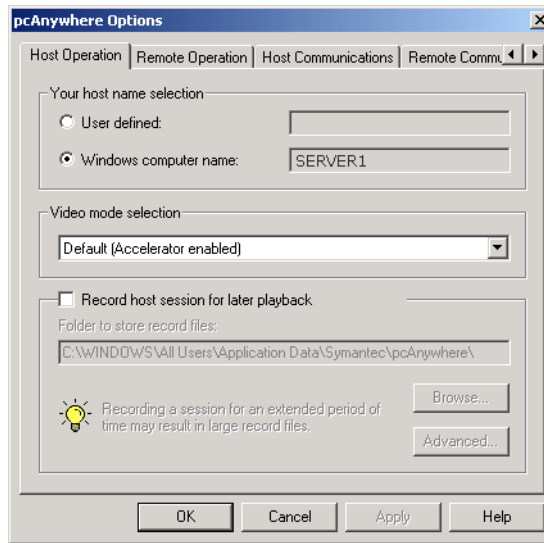 pcAnywhere Options
Host Operation Remote Operation Host Communications Remote Commu
Your host name selection
User defined:
Windows computer name: SERVER1
Video mode selection
Default (Accelerator enabled)
Record host session for later playback
Folder to store record files:
C:\WINDOWS\All Users\Application Data\Symantec\pcAnywhere\
Recording a session for an extended period of
time may result in large record files.
Browse...
Advanced...
OK Cancel Apply Help